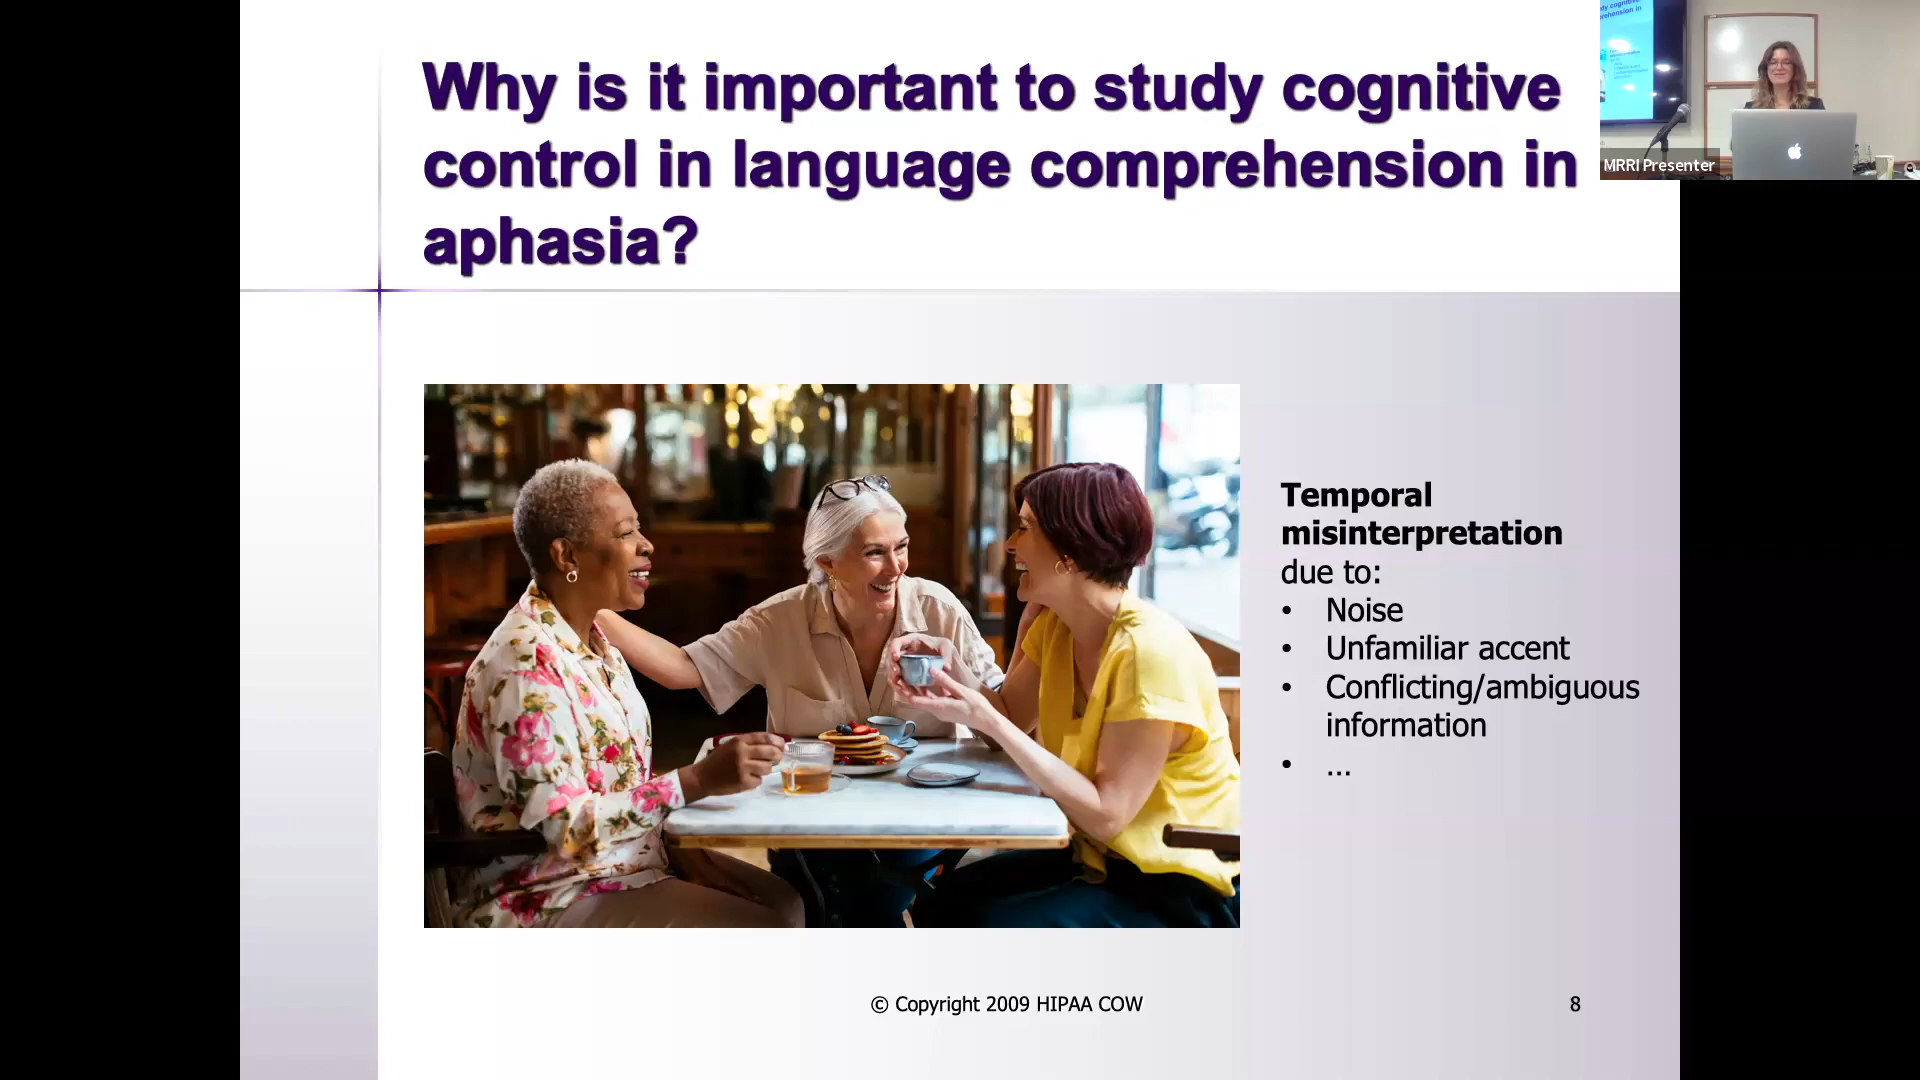 Why is it important to study cognitive
control in language comprehension in
aphasia?
MRRI Presenter
Temporal
misinterpretation
due to:
• Noise
• Unfamiliar accent
• Conflicting/ambiguous
information
• ...
© Copyright 2009 HIPAA COW
8